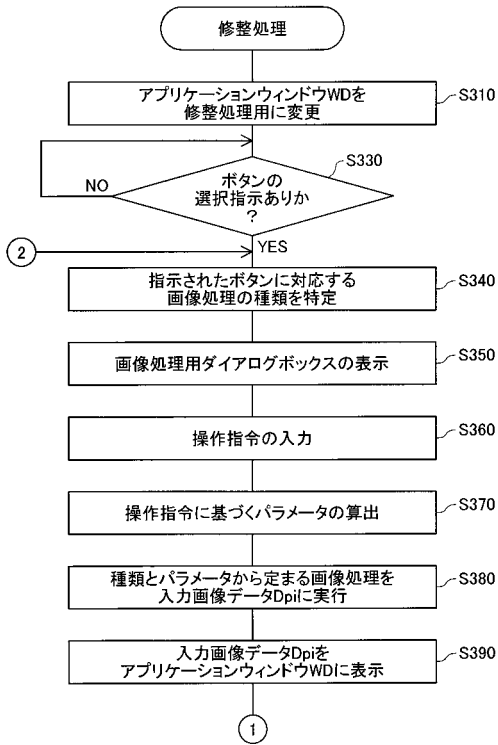 修整処理
アプリケーションウィンドウWDを
修整処理用に変更
S310
ボタンの
選択指示ありか
?
S330
NO
YES
2
指示されたボタンに対応する
画像処理の種類を特定
S340
画像処理用ダイアログボックスの表示
S350
操作指令の入力
S360
操作指令に基づくパラメータの算出
S370
種類とパラメータから定まる画像処理を
入力画像データDpiに実行
S380
入力画像データDpiを
アプリケーションウィンドウWDに表示
S390
1